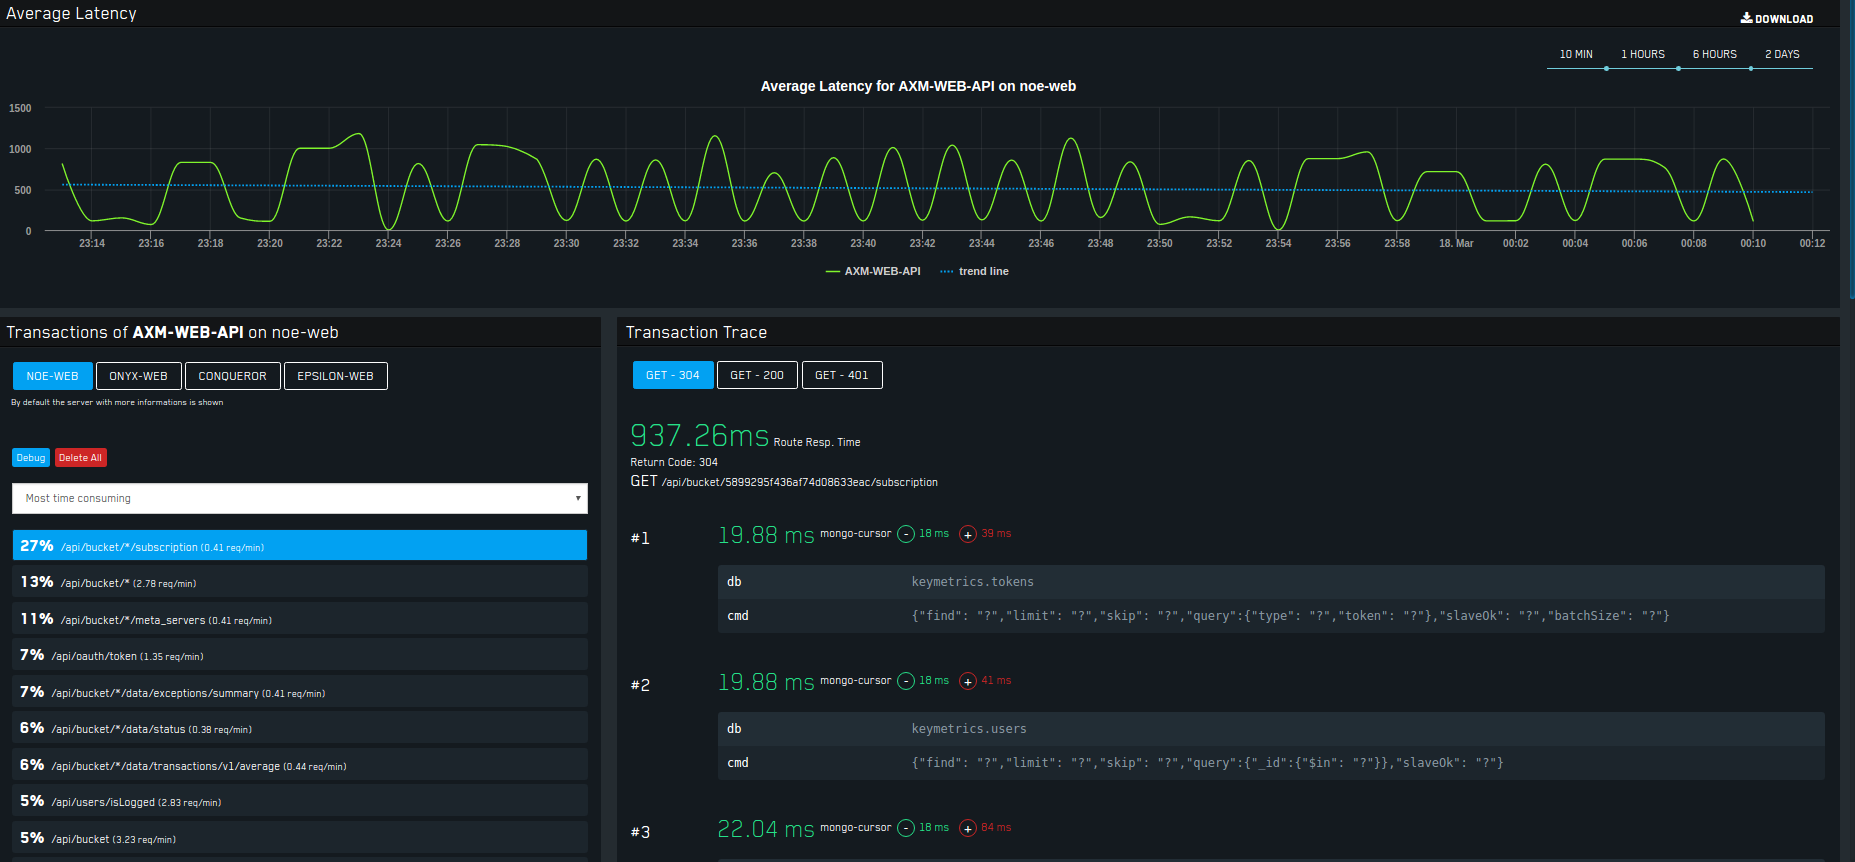 Average Latency
DOWNLOAD
10 MIN 1 HOURS 6 HOURS 2 DAYS
Average Latency for AXM-WEB-API on noe-web
1500
1000
500
0
23:14 23:16 23:18 23:20 23:22 23:24 23:26 23:28 23:30 23:32 23:34 23:36 23:38 23:40 23:42 23:44 23:46 23:48 23:50 23:52 23:54 23:56 23:58 18. Mar 00:02 00:04 00:06 00:08 00:10 00:12
AXM-WEB-API trend line
Transactions of AXM-WEB-API on noe-web
NOE-WEB ONYX-WEB CONQUEROR EPSILON-WEB
By default the server with more informations is shown
Debug Delete All
Most time consuming
27% /api/bucket/*/subscription (0.41 req/min)
13% /api/bucket/* (2.78 req/min)
11% /api/bucket/*/meta_servers (0.41 req/min)
7% /api/oauth/token (1.35 req/min)
7% /api/bucket/*/data/exceptions/summary (0.41 req/min)
6% /api/bucket/*/data/status (0.38 req/min)
6% /api/bucket/*/data/transactions/v1/average (0.44 req/min)
5% /api/users/isLogged (2.83 req/min)
5% /api/bucket (3.23 req/min)
Transaction Trace
GET - 304 GET - 200 GET - 401
937.26ms Route Resp. Time
Return Code: 304
GET /api/bucket/5899295f436af74d08633eac/subscription
#1 19.88 ms mongo-cursor - 18 ms + 39 ms
db keymetrics.tokens
cmd {"find": "?","limit": "?","skip": "?","query":{"type": "?","token": "?"},"slaveOk": "?","batchSize": "?"}
#2 19.88 ms mongo-cursor - 18 ms + 41 ms
db keymetrics.users
cmd {"find": "?","limit": "?","skip": "?","query":{"_id":{"$in": "?"}},"slaveOk": "?"}
#3 22.04 ms mongo-cursor - 18 ms + 84 ms